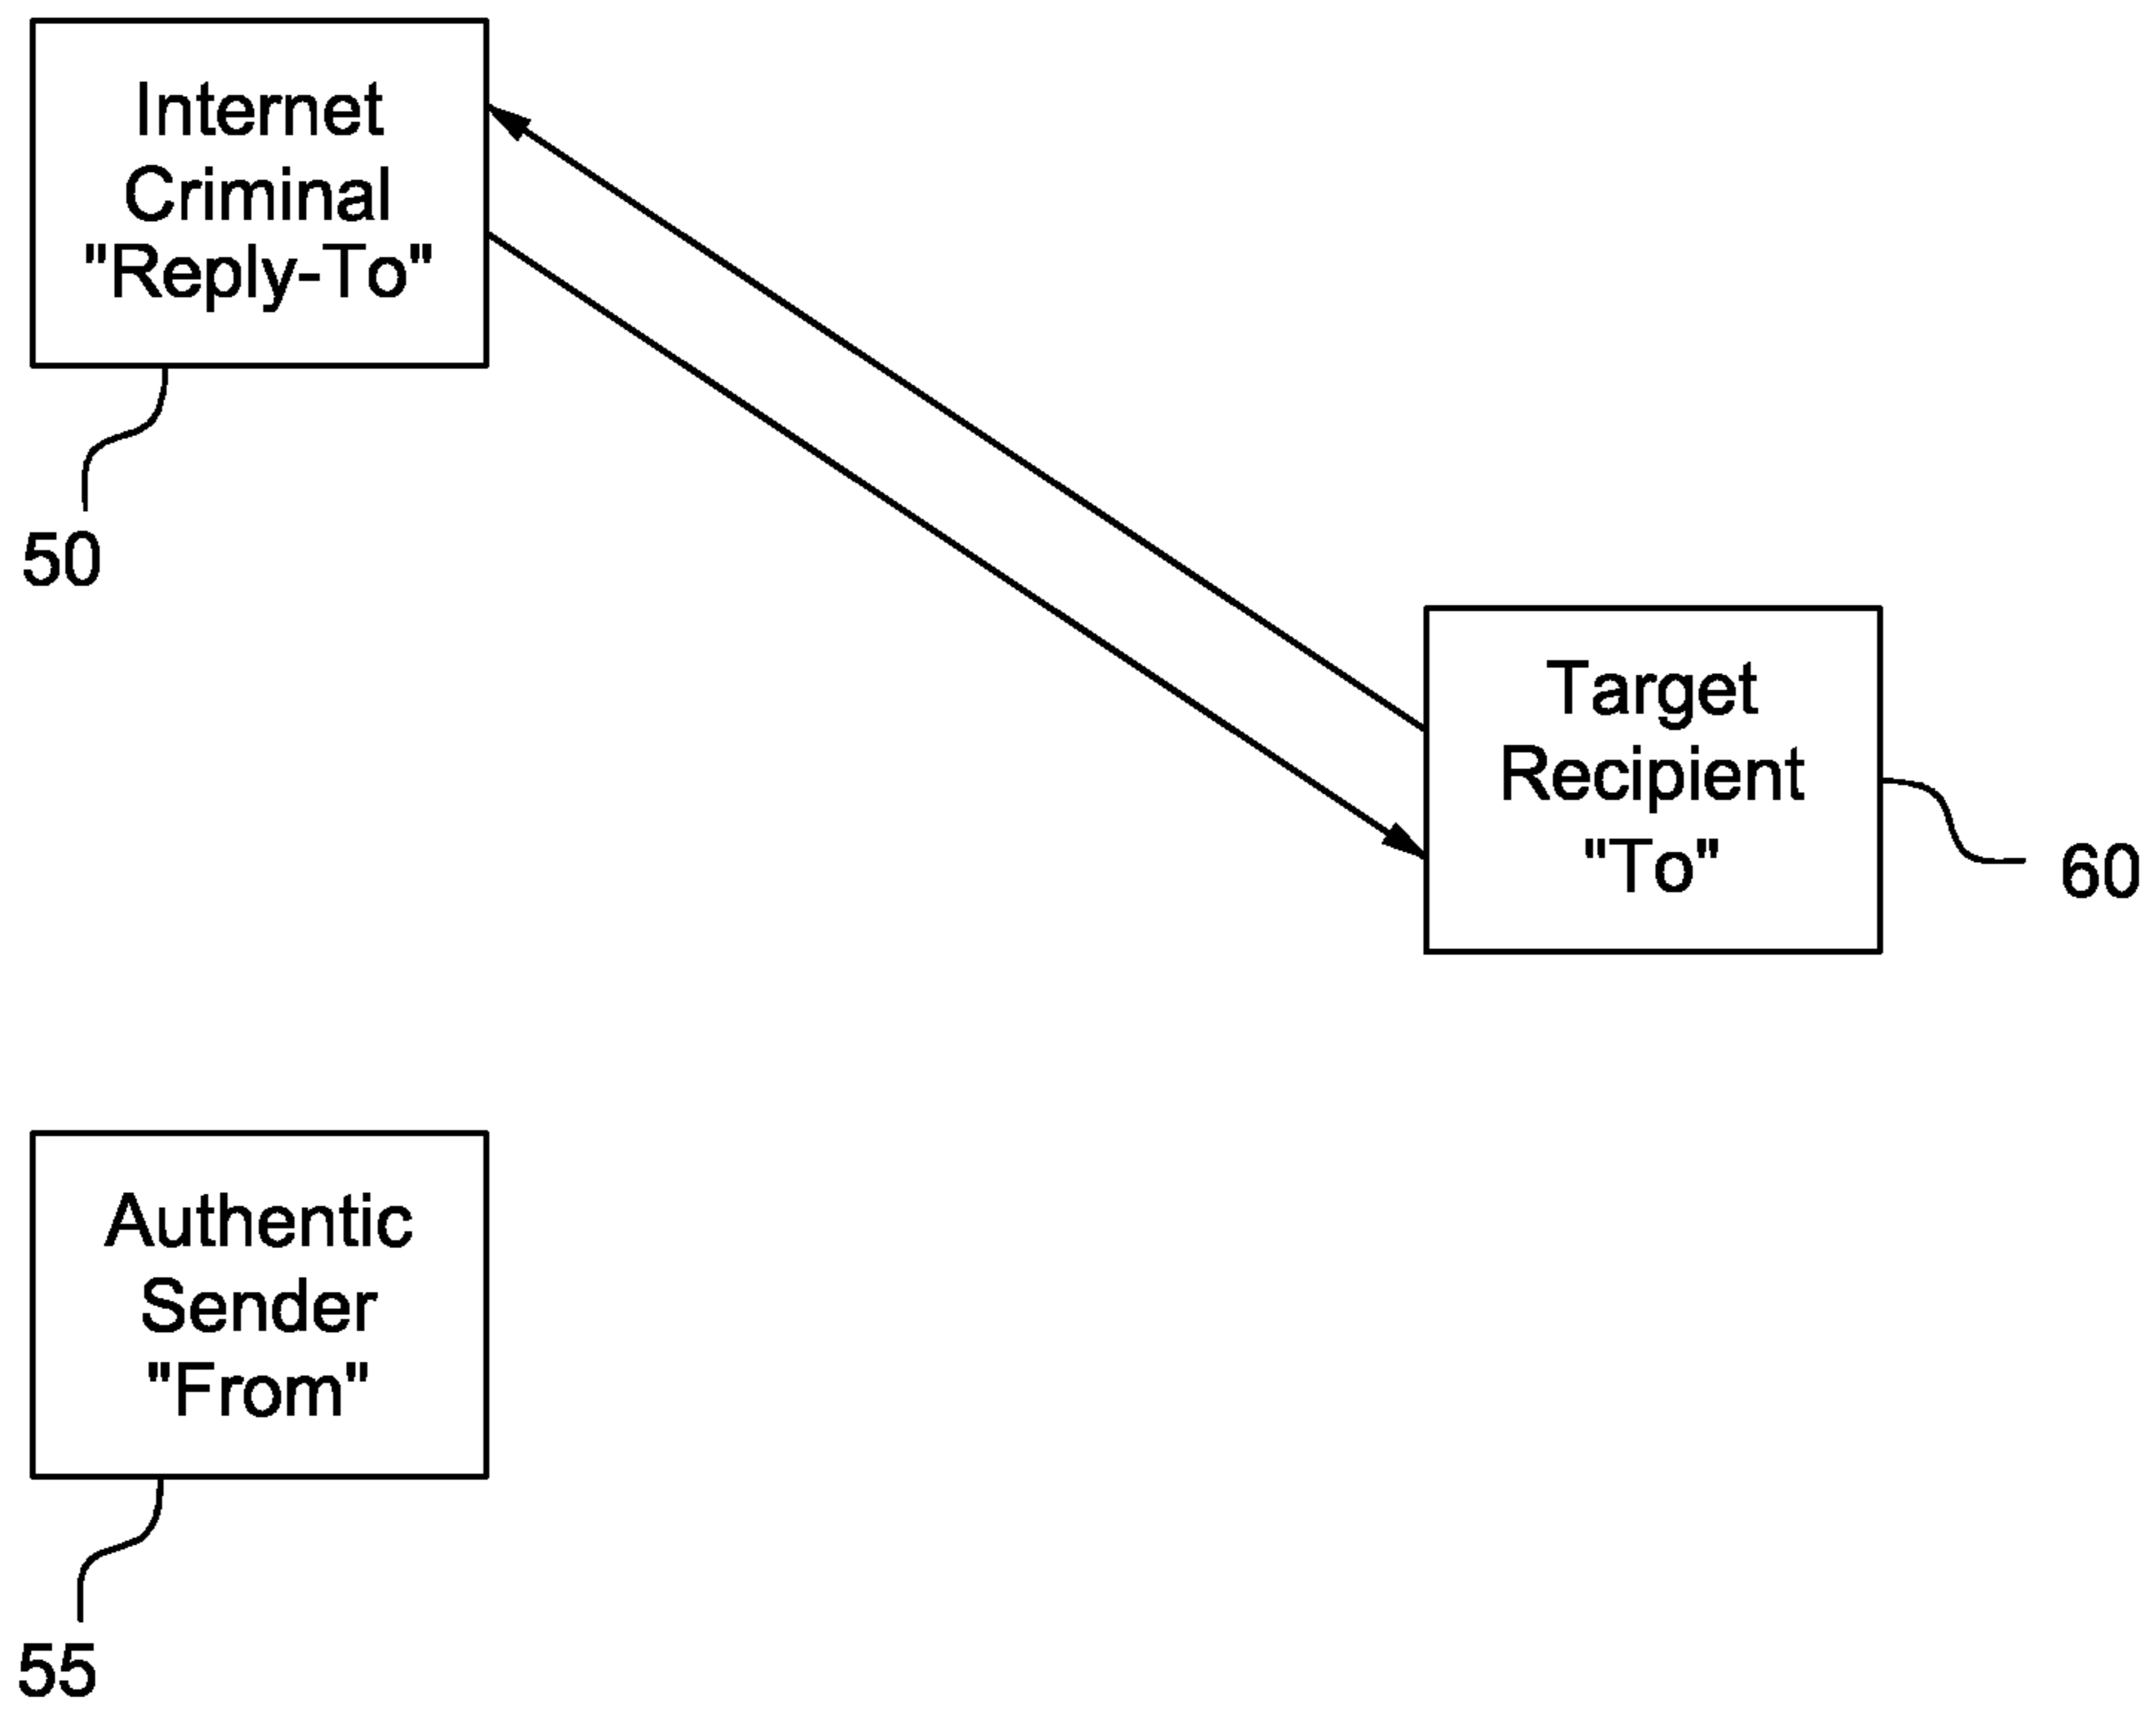 Internet
Criminal
"Reply-To"
50
Target
Recipient
"To"
60
Authentic
Sender
"From"
55